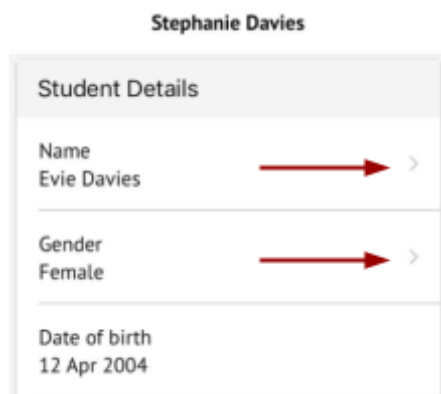 Stephanie Davies
Student Details
Name
Evie Davies
Gender
Female
Date of birth
12 Apr 2004